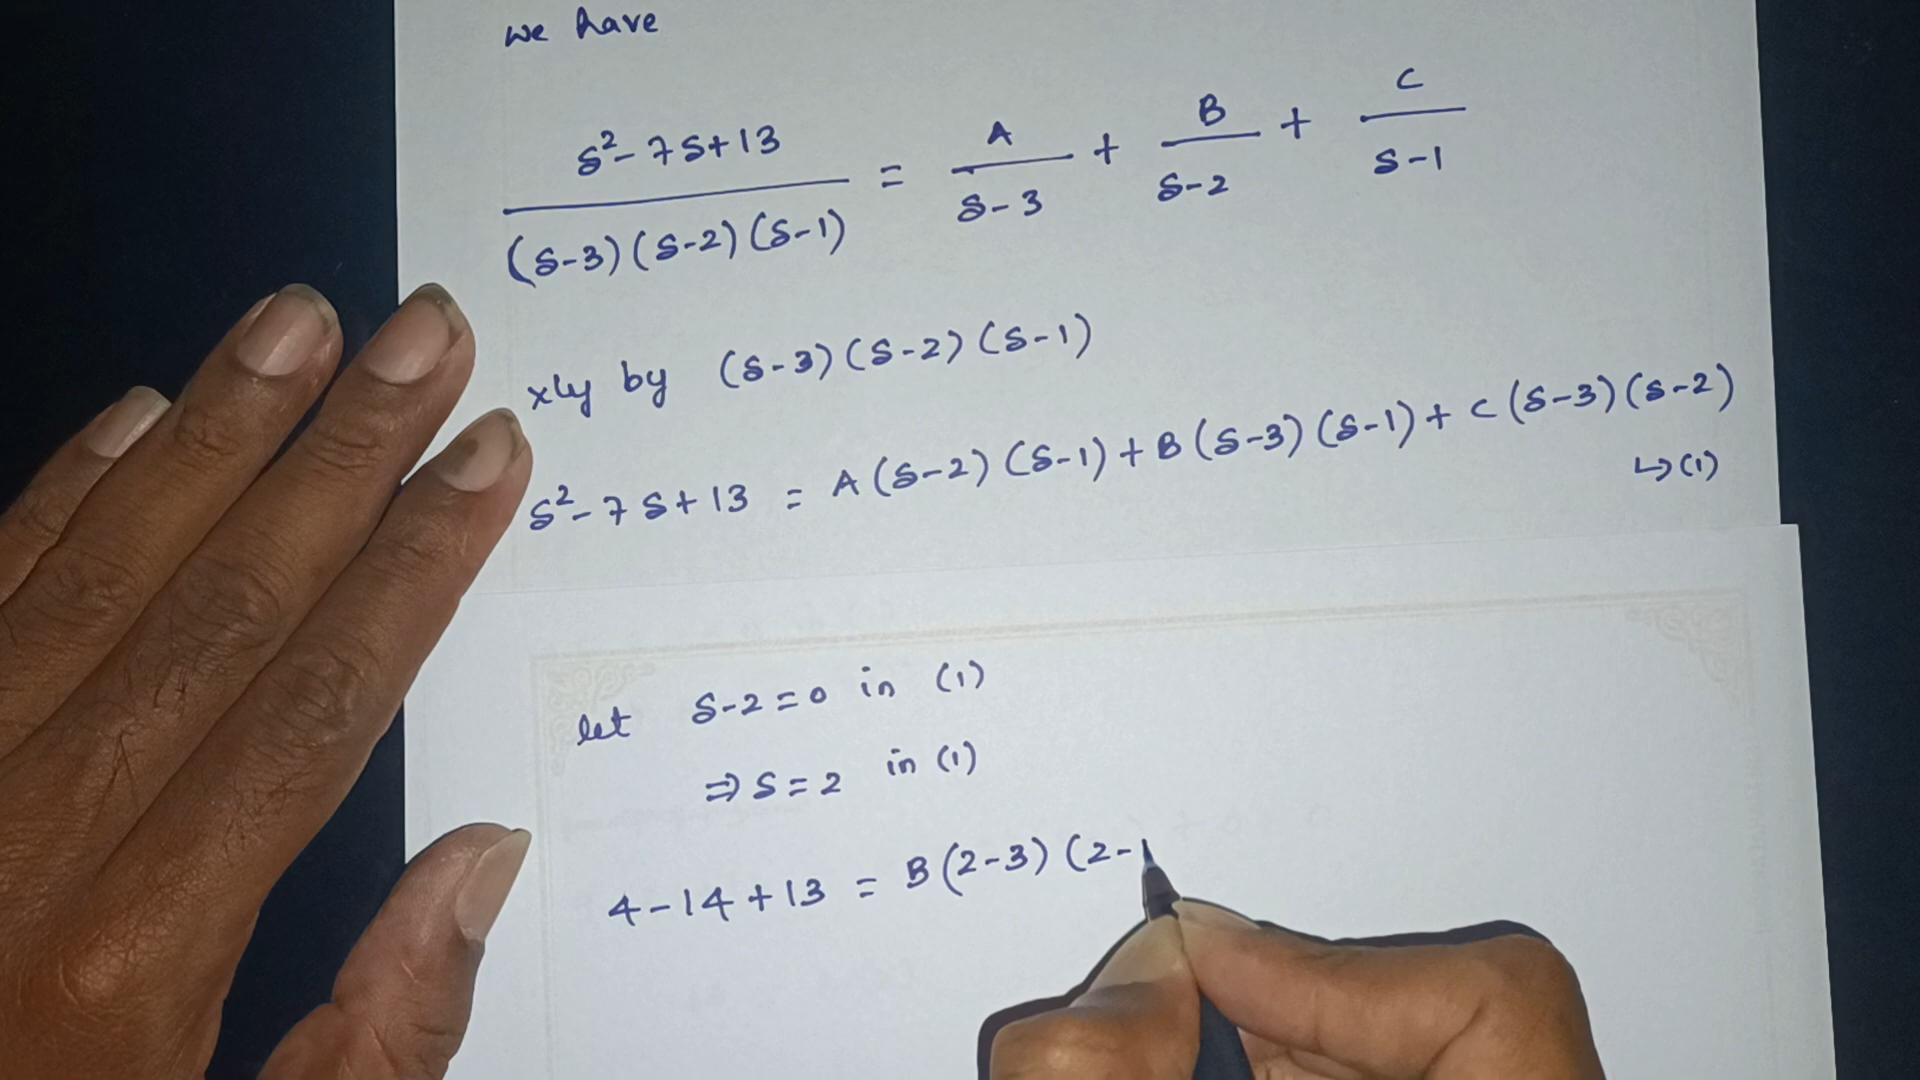 we have
s²-7s+13 / (s-3)(s-2)(s-1) = A / s-3 + B / s-2 + C / s-1
xly by (s-3)(s-2)(s-1)
s²-7s+13 = A(s-2)(s-1)+B(s-3)(s-1)+C(s-3)(s-2)
↳(1)
let s-2=0 in (1)
⇒ s=2 in (1)
4-14+13 = B(2-3)(2-1